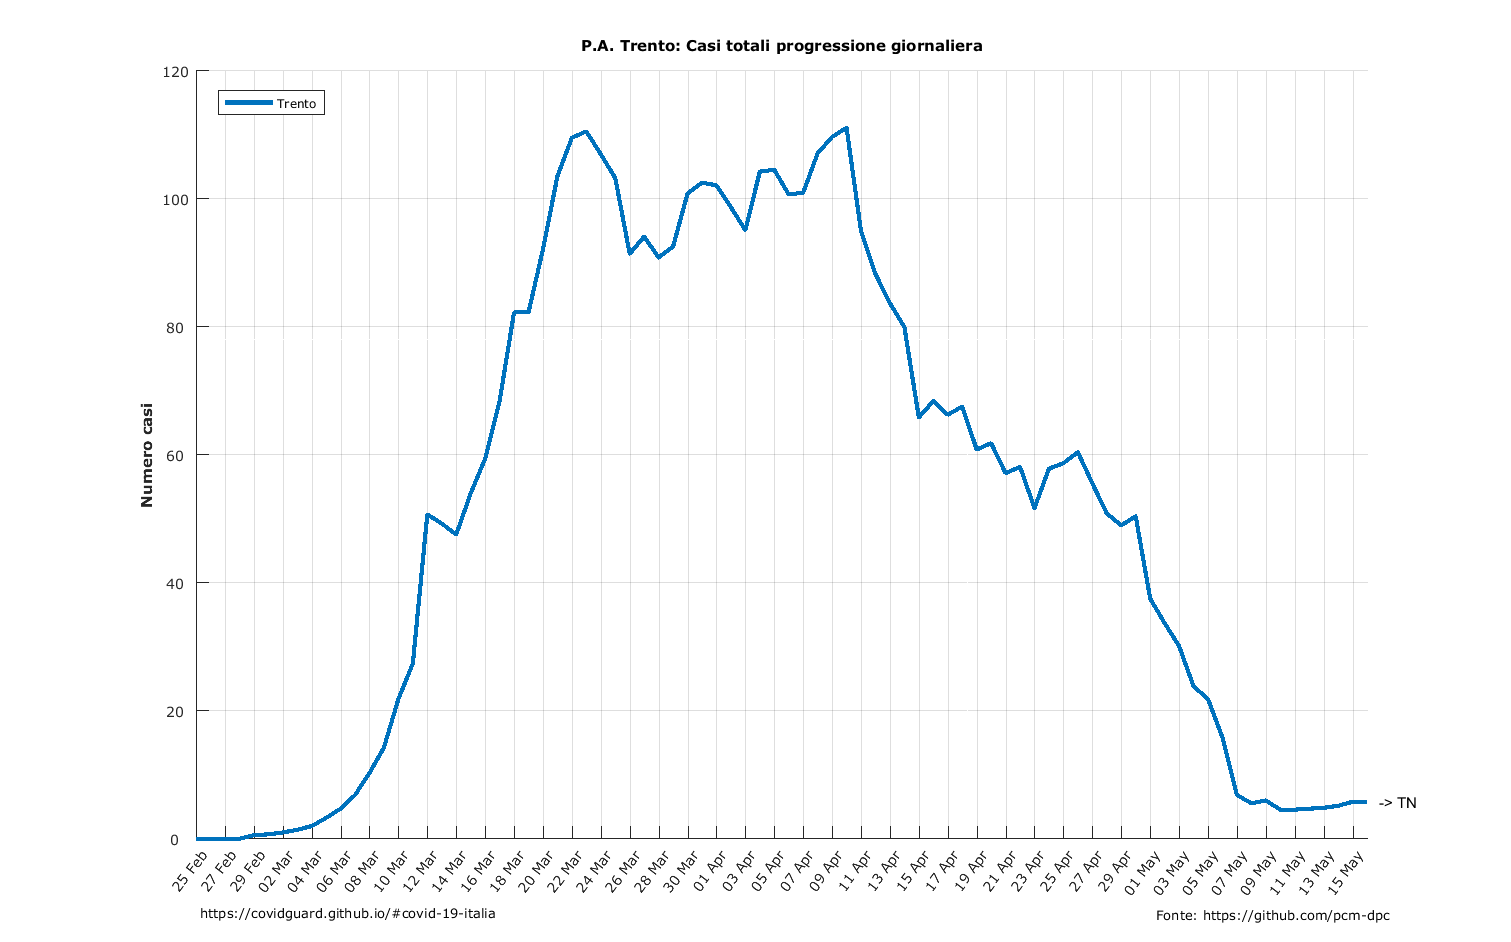 P.A. Trento: Casi totali progressione giornaliera
120
Trento
100
80
60
40
20
0
Numero casi
-> TN
25 Feb
27 Feb
29 Feb
02 Mar
04 Mar
06 Mar
08 Mar
10 Mar
12 Mar
14 Mar
16 Mar
18 Mar
20 Mar
22 Mar
24 Mar
26 Mar
28 Mar
30 Mar
01 Apr
03 Apr
05 Apr
07 Apr
09 Apr
11 Apr
13 Apr
15 Apr
17 Apr
19 Apr
21 Apr
23 Apr
25 Apr
27 Apr
29 Apr
01 May
03 May
05 May
07 May
09 May
11 May
13 May
15 May
https://covidguard.github.io/#covid-19-italia
Fonte: https://github.com/pcm-dpc